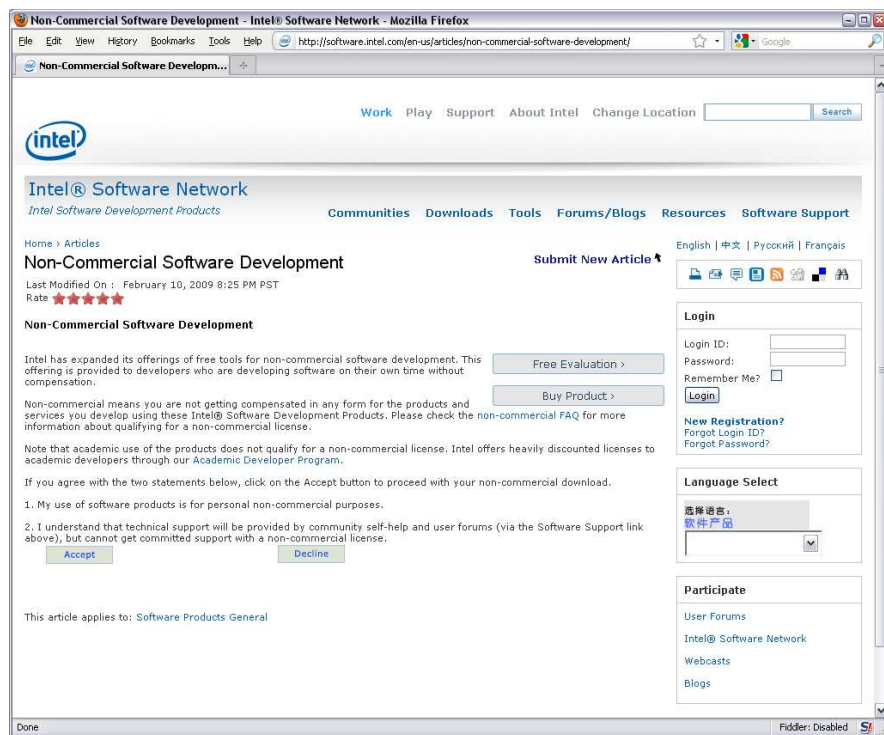 Non-Commercial Software Development - Intel® Software Network - Mozilla Firefox
File Edit View History Bookmarks Tools Help http://software.intel.com/en-us/articles/non-commercial-software-development/ Google
Non-Commercial Software Developm...
Work Play Support About Intel Change Location Search
intel
Intel® Software Network
Intel Software Development Products
Communities Downloads Tools Forums/Blogs Resources Software Support
Home › Articles
Non-Commercial Software Development
Submit New Article
Last Modified On : February 10, 2009 8:25 PM PST
Rate
Non-Commercial Software Development
Intel has expanded its offerings of free tools for non-commercial software development. This
offering is provided to developers who are developing software on their own time without
compensation.
Free Evaluation ›
Buy Product ›
Non-commercial means you are not getting compensated in any form for the products and
services you develop using these Intel® Software Development Products. Please check the non-commercial FAQ for more
information about qualifying for a non-commercial license.
Note that academic use of the products does not qualify for a non-commercial license. Intel offers heavily discounted licenses to
academic developers through our Academic Developer Program.
If you agree with the two statements below, click on the Accept button to proceed with your non-commercial download.
1. My use of software products is for personal non-commercial purposes.
2. I understand that technical support will be provided by community self-help and user forums (via the Software Support link
above), but cannot get committed support with a non-commercial license.
Accept Decline
This article applies to: Software Products General
English | 中文 | Русский | Français
Login
Login ID:
Password:
Remember Me?
Login
New Registration?
Forgot Login ID?
Forgot Password?
Language Select
选择语言:
软件产品
Participate
User Forums
Intel® Software Network
Webcasts
Blogs
Done Fiddler: Disabled